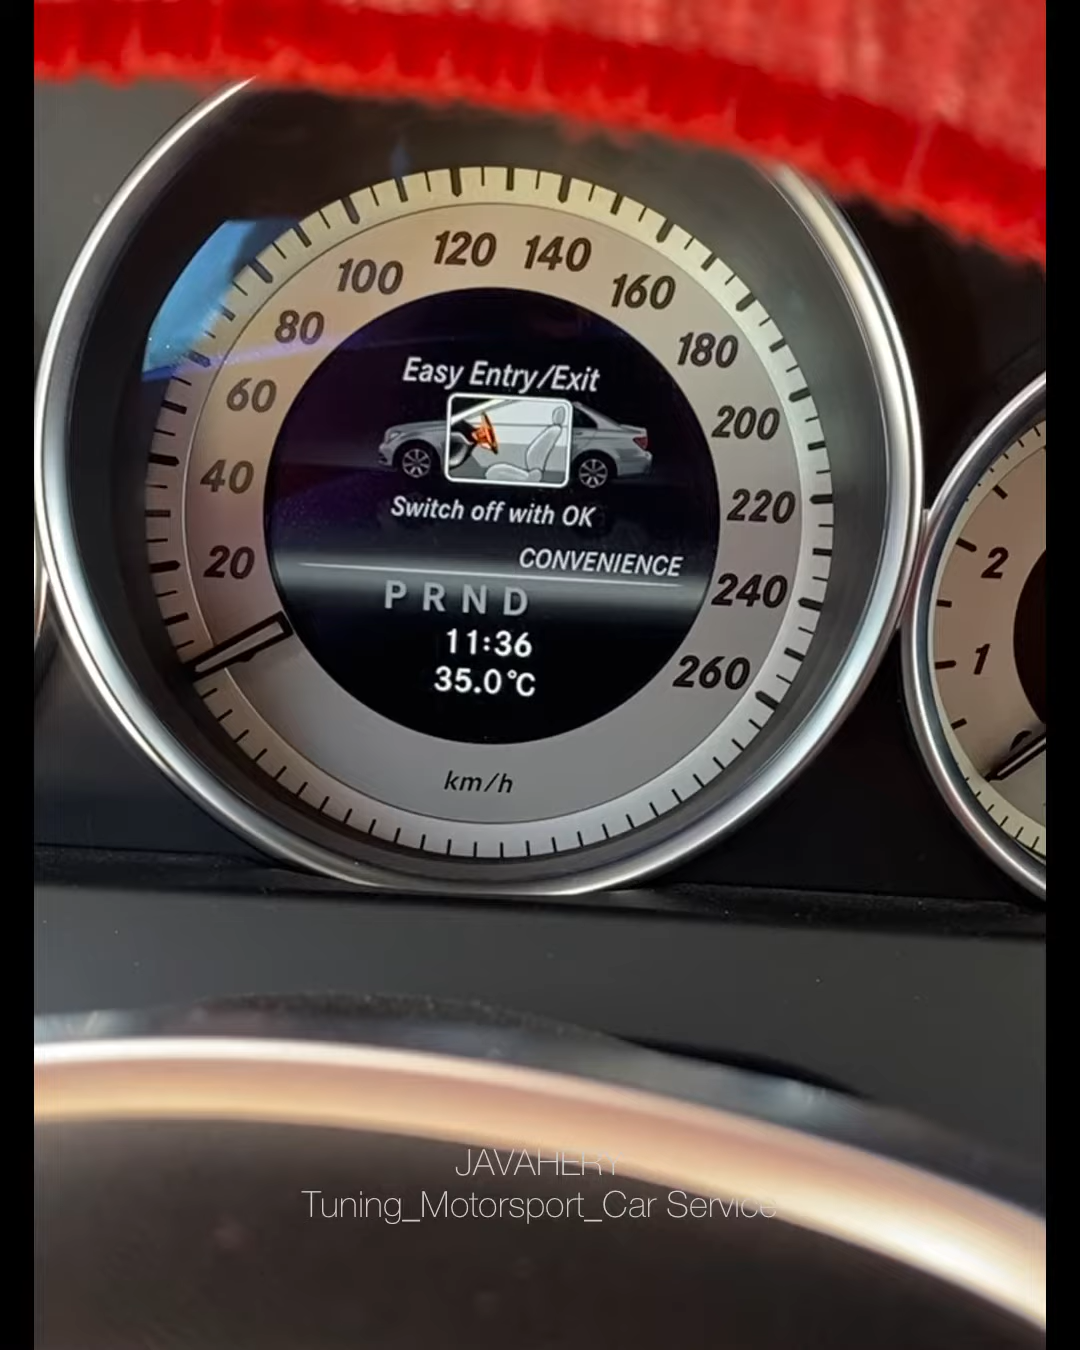 120 140
100 160
80 180
Easy Entry/Exit
60 200
40 220
Switch off with OK
CONVENIENCE
20 240
P R N D
11:36
260
35.0°C
km/h
2
1
JAVAHERY
Tuning_Motorsport_Car Service